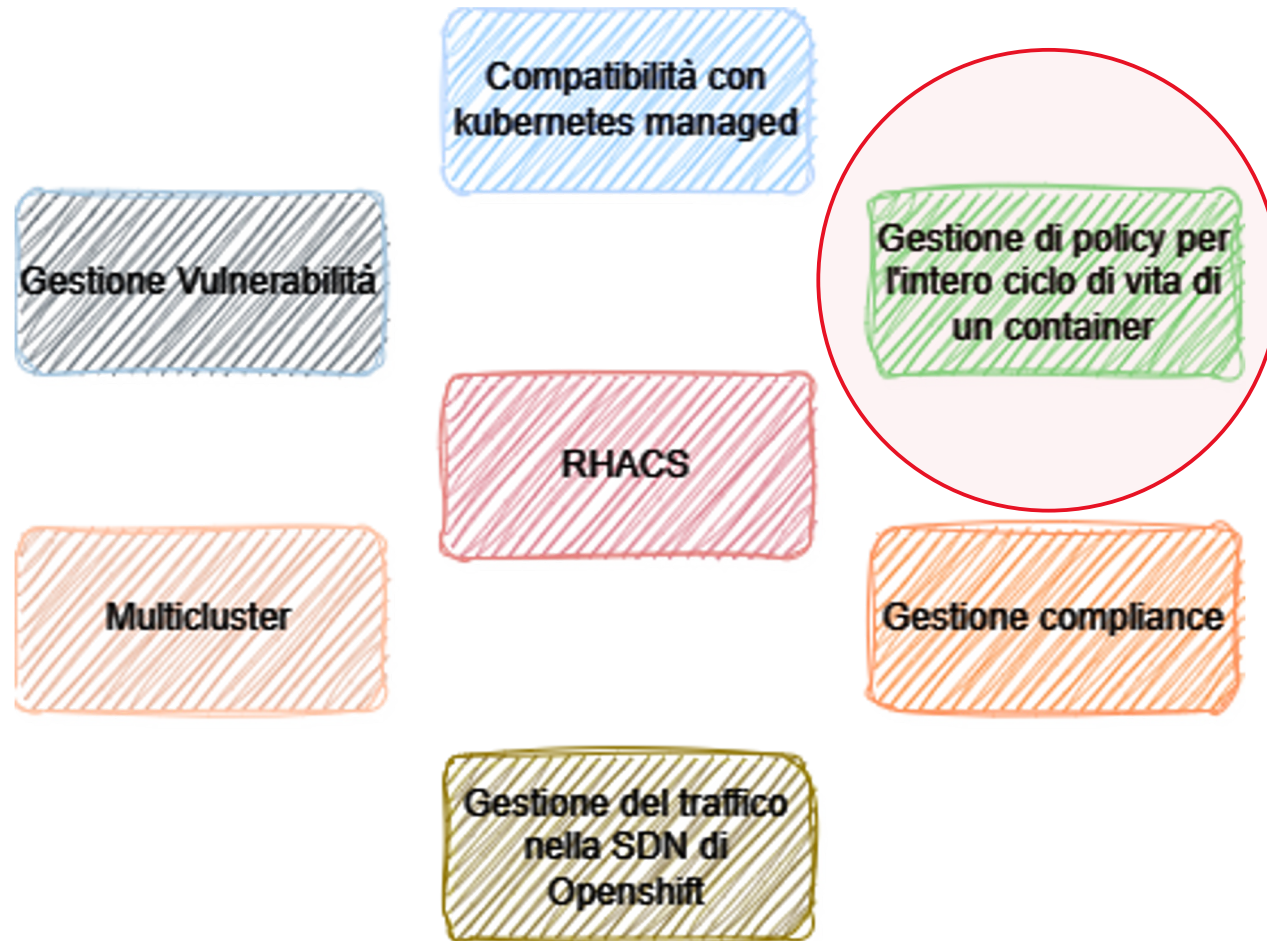 Compatibilità con
kubernetes managed
Gestione Vulnerabilità
Gestione di policy per
l'intero ciclo di vita di
un container
RHACS
Multicluster
Gestione compliance
Gestione del traffico
nella SDN di
Openshift